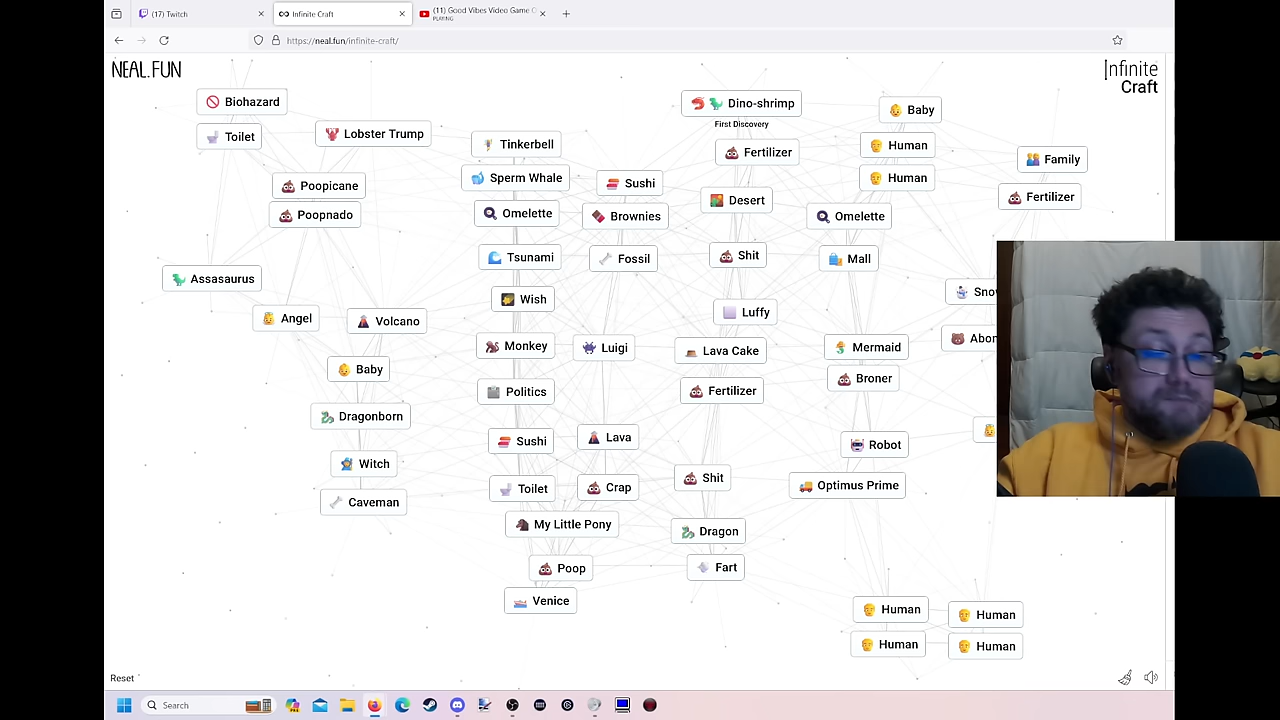 (17) Twitch
Infinite Craft
(11) Good Vibes Video Game
PLAYING
https://neal.fun/infinite-craft/
NEAL.FUN
Infinite
Craft
Biohazard
Toilet
Lobster Trump
Poopicane
Poopnado
Assasaurus
Angel
Volcano
Baby
Dragonborn
Witch
Caveman
Tinkerbell
Sperm Whale
Omelette
Tsunami
Wish
Monkey
Politics
Sushi
Toilet
My Little Pony
Poop
Venice
Sushi
Brownies
Fossil
Luigi
Lava
Crap
Dino-shrimp
First Discovery
Fertilizer
Desert
Shit
Luffy
Lava Cake
Fertilizer
Shit
Dragon
Fart
Baby
Human
Human
Omelette
Mall
Mermaid
Broner
Robot
Optimus Prime
Family
Fertilizer
Human
Human
Human
Human
Reset
Search